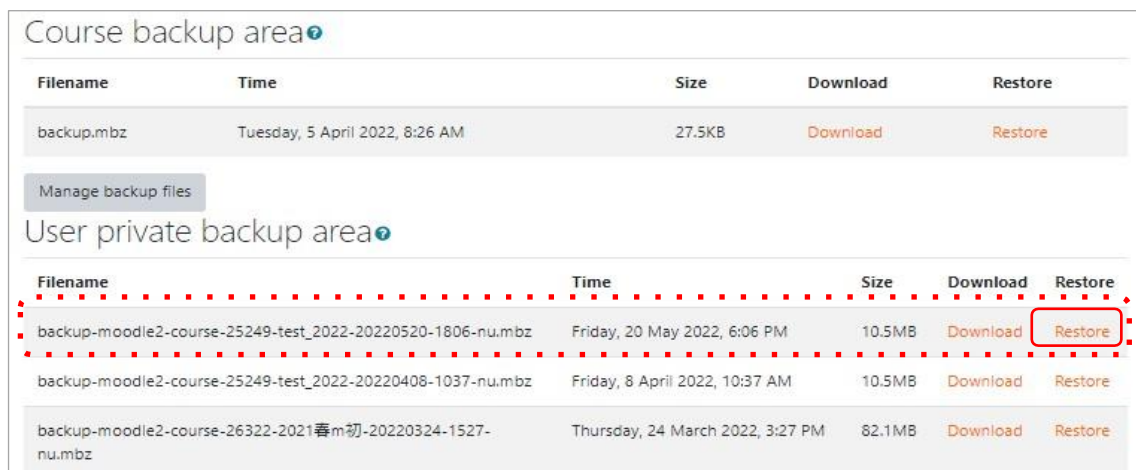 Course backup area
Filename Time Size Download Restore
backup.mbz Tuesday, 5 April 2022, 8:26 AM 27.5KB Download Restore
Manage backup files
User private backup area
Filename Time Size Download Restore
backup-moodle2-course-25249-test_2022-20220520-1806-nu.mbz Friday, 20 May 2022, 6:06 PM 10.5MB Download Restore
backup-moodle2-course-25249-test_2022-20220408-1037-nu.mbz Friday, 8 April 2022, 10:37 AM 10.5MB Download Restore
backup-moodle2-course-26322-2021春m初-20220324-1527- Thursday, 24 March 2022, 3:27 PM 82.1MB Download Restore
nu.mbz